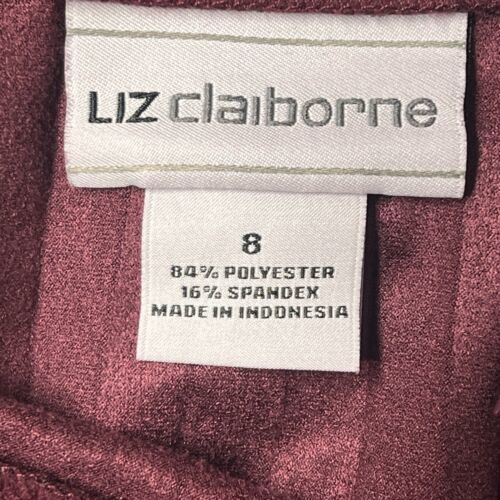 LIZ claiborne
8
84% POLYESTER
16% SPANDEX
MADE IN INDONESIA